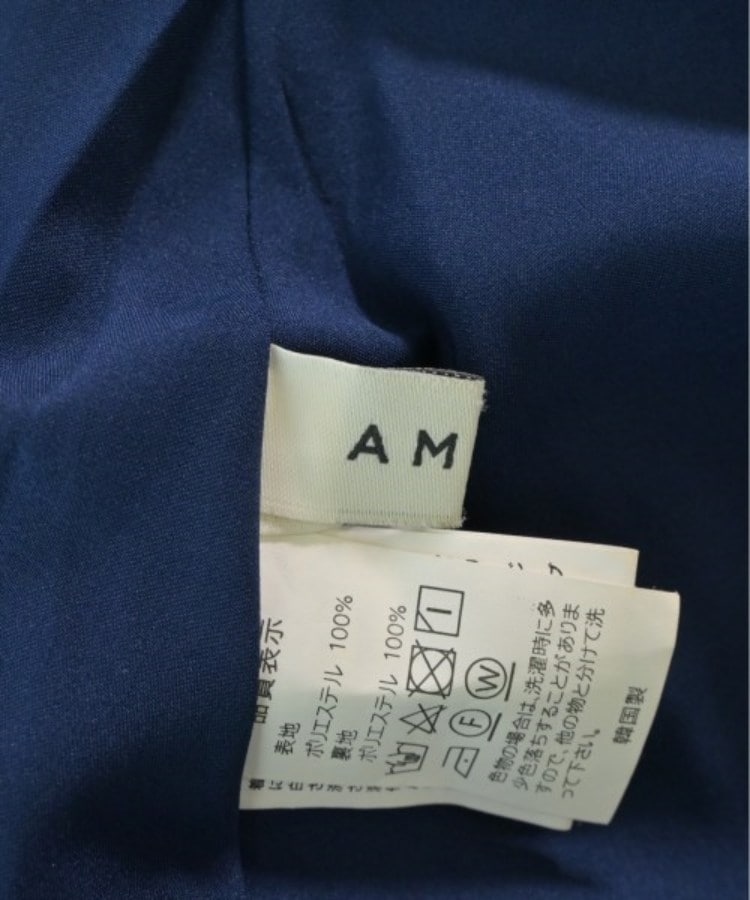 AM
品質表示
表地
ポリエステル 100%
裏地
ポリエステル 100%
W
F
色物の場合は、洗濯時に多
少色落ちすることがありま
すので、他の物と分けて洗
って下さい。
韓国製